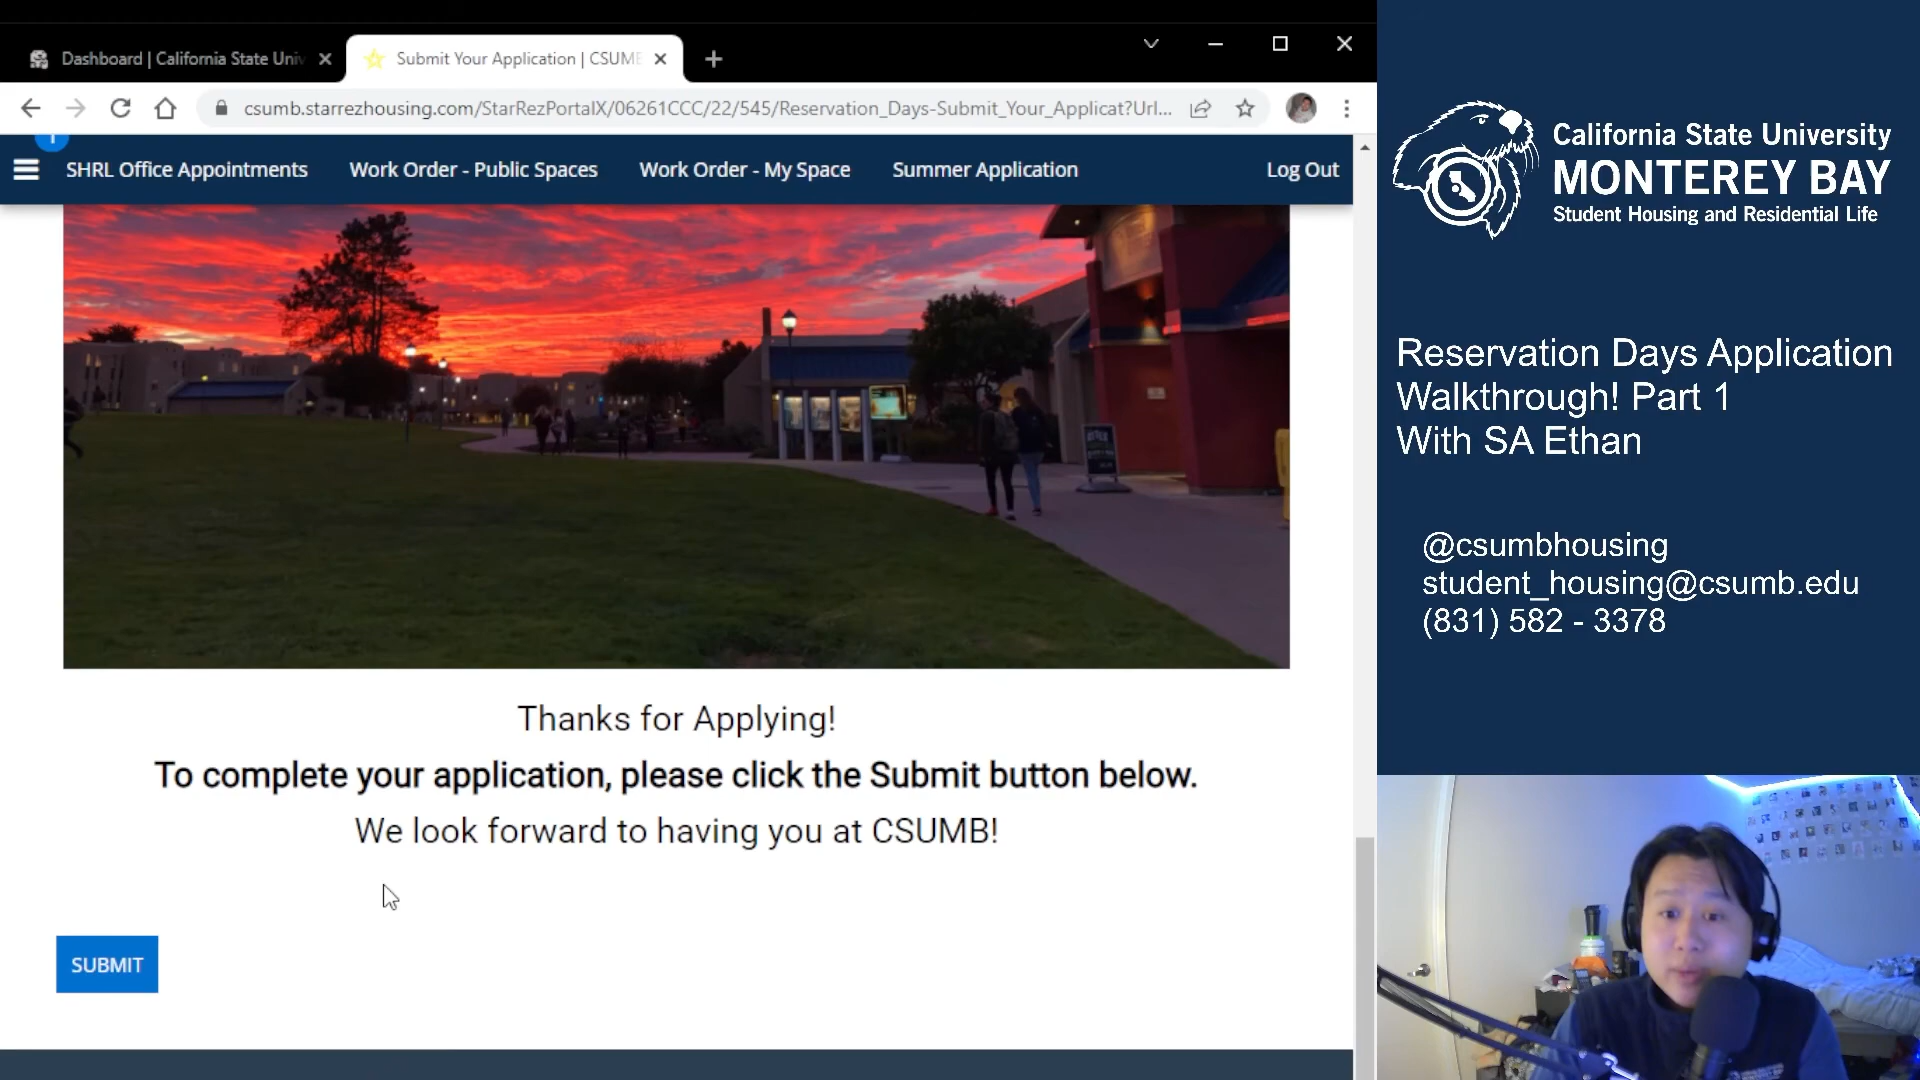 Dashboard | California State Univ
Submit Your Application | CSUMB
csumb.starrezhousing.com/StarRezPortalX/06261CCC/22/545/Reservation_Days-Submit_Your_Applicat?Url...
SHRL Office Appointments
Work Order - Public Spaces
Work Order - My Space
Summer Application
Log Out
Thanks for Applying!
To complete your application, please click the Submit button below.
We look forward to having you at CSUMB!
SUBMIT
California State University
MONTEREY BAY
Student Housing and Residential Life
Reservation Days Application
Walkthrough! Part 1
With SA Ethan
@csumbhousing
student_housing@csumb.edu
(831) 582 - 3378